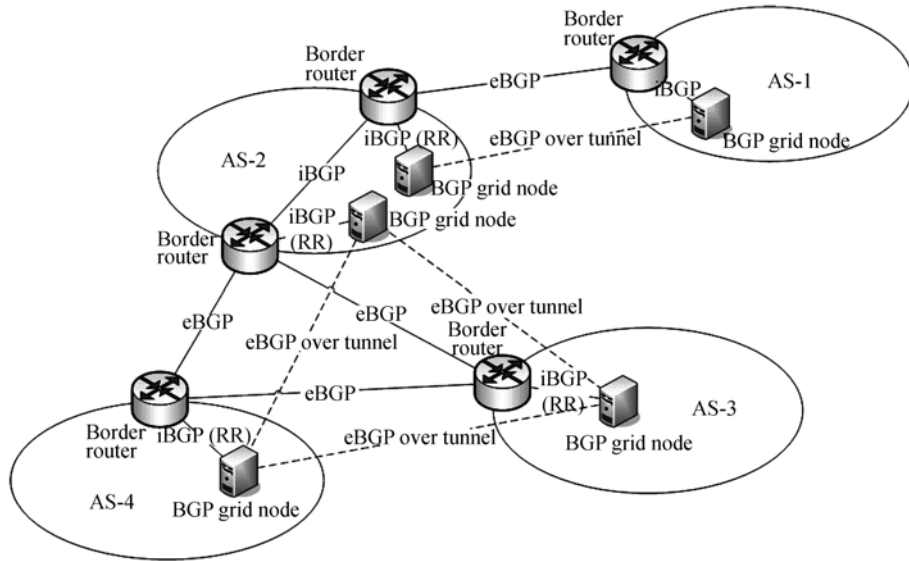 Border
router
AS-1
Border
router
eBGP
iBGP
BGP grid node
iBGP (RR)
eBGP over tunnel
AS-2
iBGP
BGP grid node
iBGP
(RR)
BGP grid node
Border
router
eBGP over tunnel
eBGP
eBGP
eBGP over tunnel
Border
router
eBGP
iBGP
(RR)
AS-3
BGP grid node
Border
router
iBGP (RR)
eBGP over tunnel
AS-4
BGP grid node